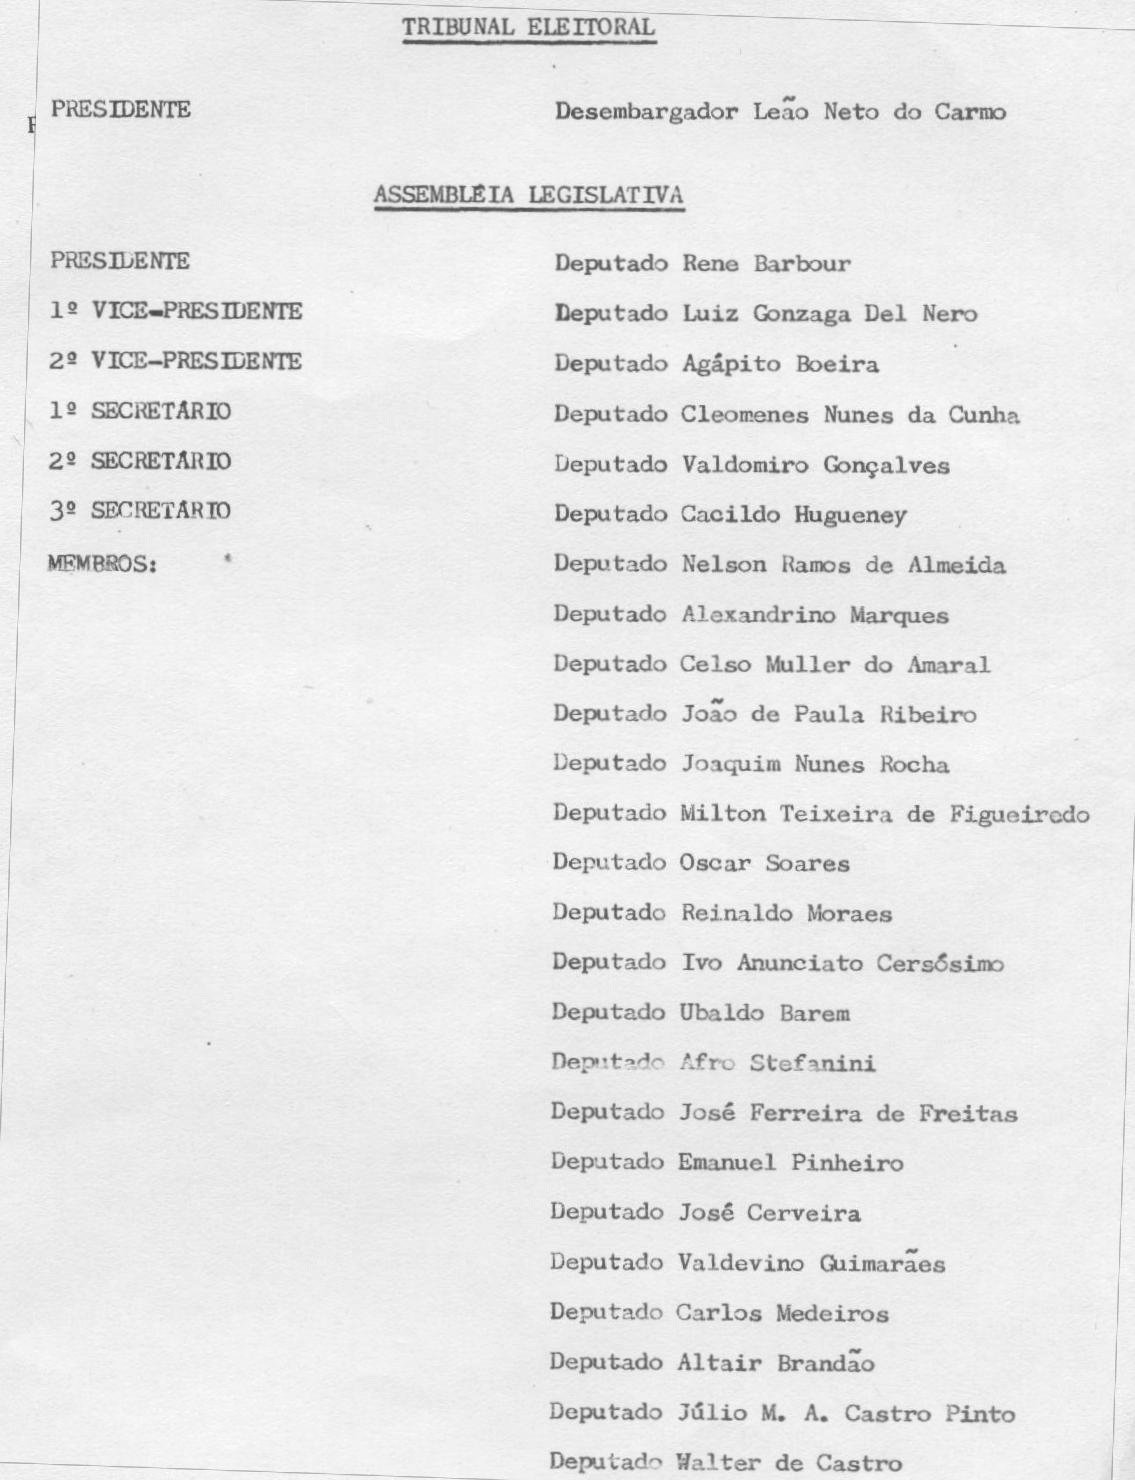 TRIBUNAL ELEITORAL
PRESIDENTE Desembargador Leão Neto do Carmo
ASSEMBLÉIA LEGISLATIVA
PRESIDENTE Deputado Rene Barbour
1º VICE-PRESIDENTE Deputado Luiz Gonzaga Del Nero
2º VICE-PRESIDENTE Deputado Agápito Boeira
1º SECRETÁRIO Deputado Cleomenes Nunes da Cunha
2º SECRETÁRIO Deputado Valdomiro Gonçalves
3º SECRETÁRIO Deputado Cacildo Hugueney
MEMBROS: Deputado Nelson Ramos de Almeida
Deputado Alexandrino Marques
Deputado Celso Muller do Amaral
Deputado João de Paula Ribeiro
Deputado Joaquim Nunes Rocha
Deputado Milton Teixeira de Figueiredo
Deputado Oscar Soares
Deputado Reinaldo Moraes
Deputado Ivo Anunciato Cersósimo
Deputado Ubaldo Barem
Deputado Afro Stefanini
Deputado José Ferreira de Freitas
Deputado Emanuel Pinheiro
Deputado José Cerveira
Deputado Valdevino Guimarães
Deputado Carlos Medeiros
Deputado Altair Brandão
Deputado Júlio M. A. Castro Pinto
Deputado Walter de Castro